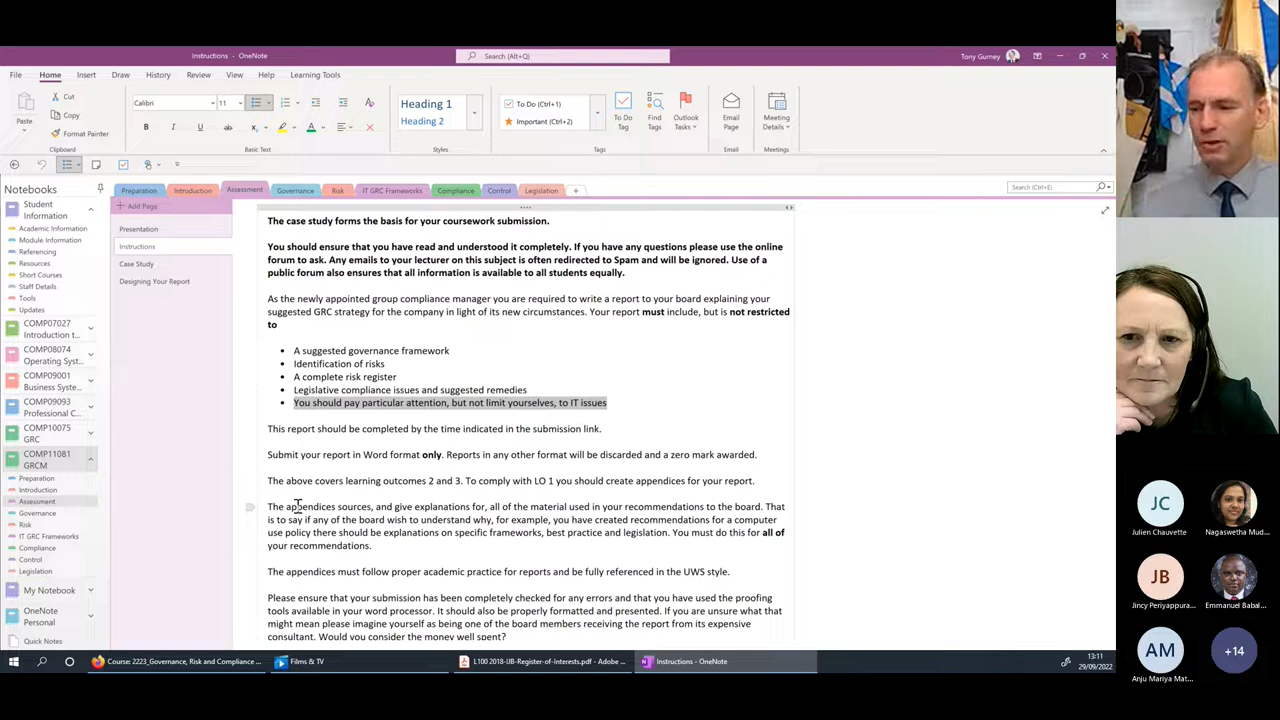 Instructions - OneNote
Search (Alt+Q)
Tony Gurney
File Home Insert Draw History Review View Help Learning Tools
Paste
Cut
Copy
Format Painter
Clipboard
Calibri 11
B I U ab x A
Basic Text
Heading 1
Heading 2
Styles
To Do (Ctrl+1)
Important (Ctrl+2)
To Do Tag
Find Tags
Outlook Tasks
Tags
Email Page
Email
Meeting Details
Meetings
Notebooks
Preparation Introduction Assessment Governance Risk IT GRC Frameworks Compliance Control Legislation +
Search (Ctrl+E)
Student Information
Academic Information
Module Information
Referencing
Resources
Short Courses
Staff Details
Tools
Updates
COMP07027
Introduction t...
COMP08074
Operating Syst...
COMP09001
Business Syste...
COMP09093
Professional C...
COMP10075
GRC
COMP11081
GRCM
Preparation
Introduction
Assessment
Governance
Risk
IT GRC Frameworks
Compliance
Control
Legislation
My Notebook
OneNote Personal
Quick Notes
Add Page
Presentation
Instructions
Case Study
Designing Your Report
The case study forms the basis for your coursework submission.
You should ensure that you have read and understood it completely. If you have any questions please use the online
forum to ask. Any emails to your lecturer on this subject is often redirected to Spam and will be ignored. Use of a
public forum also ensures that all information is available to all students equally.
As the newly appointed group compliance manager you are required to write a report to your board explaining your
suggested GRC strategy for the company in light of its new circumstances. Your report must include, but is not restricted
to
• A suggested governance framework
• Identification of risks
• A complete risk register
• Legislative compliance issues and suggested remedies
• You should pay particular attention, but not limit yourselves, to IT issues
This report should be completed by the time indicated in the submission link.
Submit your report in Word format only. Reports in any other format will be discarded and a zero mark awarded.
The above covers learning outcomes 2 and 3. To comply with LO 1 you should create appendices for your report.
The appendices sources, and give explanations for, all of the material used in your recommendations to the board. That
is to say if any of the board wish to understand why, for example, you have created recommendations for a computer
use policy there should be explanations on specific frameworks, best practice and legislation. You must do this for all of
your recommendations.
The appendices must follow proper academic practice for reports and be fully referenced in the UWS style.
Please ensure that your submission has been completely checked for any errors and that you have used the proofing
tools available in your word processor. It should also be properly formatted and presented. If you are unsure what that
might mean please imagine yourself as being one of the board members receiving the report from its expensive
consultant. Would you consider the money well spent?
Course: 2223_Governance, Risk and Compliance ...
Films & TV
L100 2018-IJB-Register-of-Interests.pdf - Adobe ...
Instructions - OneNote
13:11
29/09/2022
JC
Julien Chauvette
Nagaswetha Mud...
JB
Jincy Periyappura...
Emmanuel Babal...
AM
Anju Mariya Mat...
+14